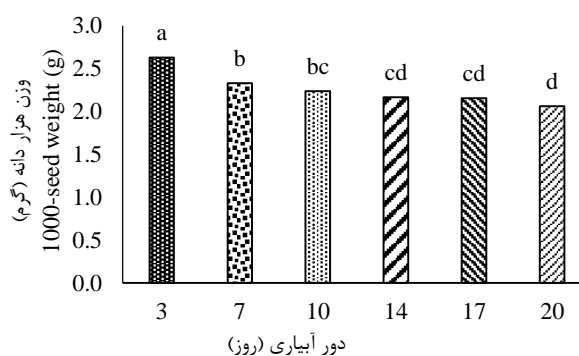 وزن هزار دانه (گرم)
1000-seed weight (g)
3.0
2.5
2.0
1.5
1.0
0.5
0.0
a
b
bc
cd
cd
d
3 7 10 14 17 20
دور آبیاری (روز)